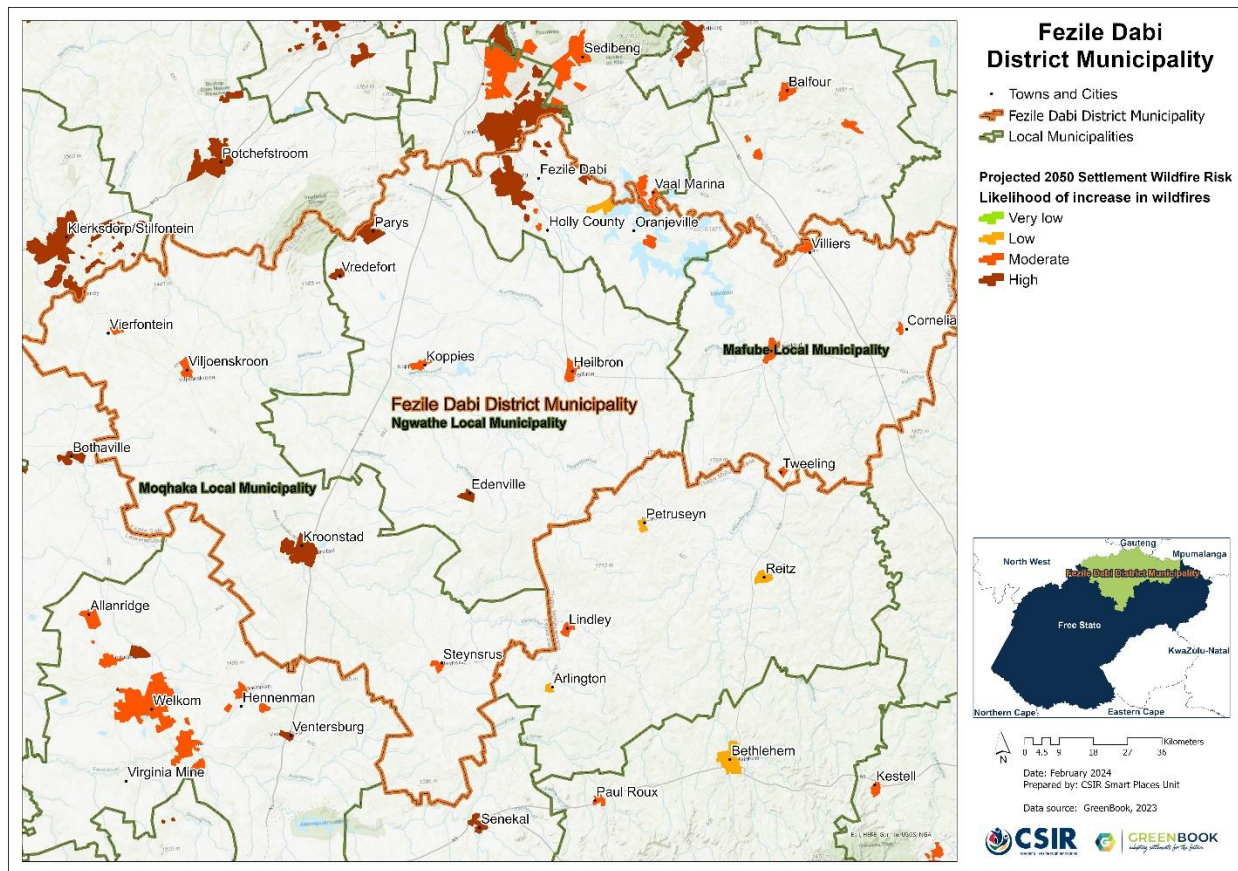 Fezile Dabi
District Municipality
Towns and Cities
Fezile Dabi District Municipality
Local Municipalities
Projected 2050 Settlement Wildfire Risk
Likelihood of increase in wildfires
Very low
Low
Moderate
High
Sedibeng
Balfour
Potchefstroom
Fezile Dabi
Vaal Marina
Klerksdorp/Stilfontein
Parys
Holly County
Oranjeville
Villiers
Vredefort
Vierfontein
Cornelia
Viljoenskroon
Koppies
Heilbron
Mafube Local Municipality
Fezile Dabi District Municipality
Ngwathe Local Municipality
Bothaville
Tweeling
Moqhaka Local Municipality
Edenville
Petruseyn
Kroonstad
Reitz
Allanridge
Lindley
Steynsrus
Arlington
Welkom
Hennenman
Ventersburg
Bethlehem
Virginia Mine
Kestell
Paul Roux
Senekal
Gauteng
North West
Mpumalanga
Fezile Dabi District Municipality
Free State
KwaZulu-Natal
Northern Cape
Eastern Cape
N
Kilometers
0 4.5 9 18 27 36
Date: February 2024
Prepared by: CSIR Smart Places Unit
Data source: GreenBook, 2023
CSIR
GREENBOOK
adapting settlements for the future